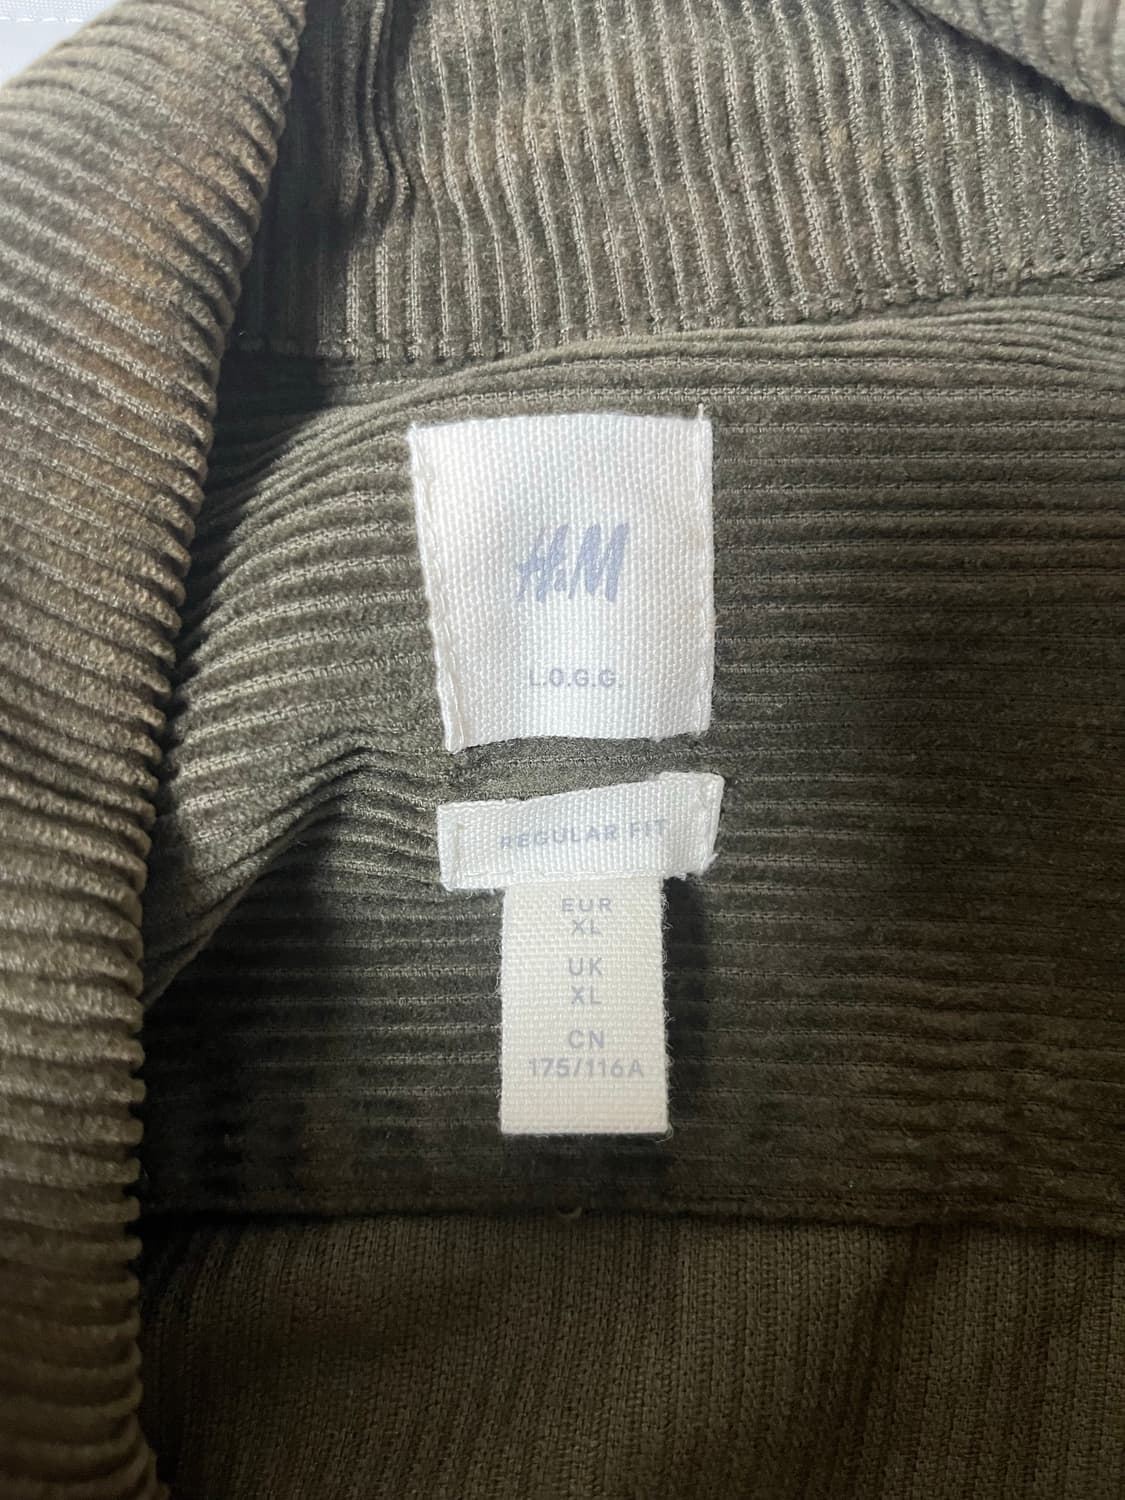 H&M
L.O.G.G.
REGULAR FIT
EUR
XL
UK
XL
CN
175/116A